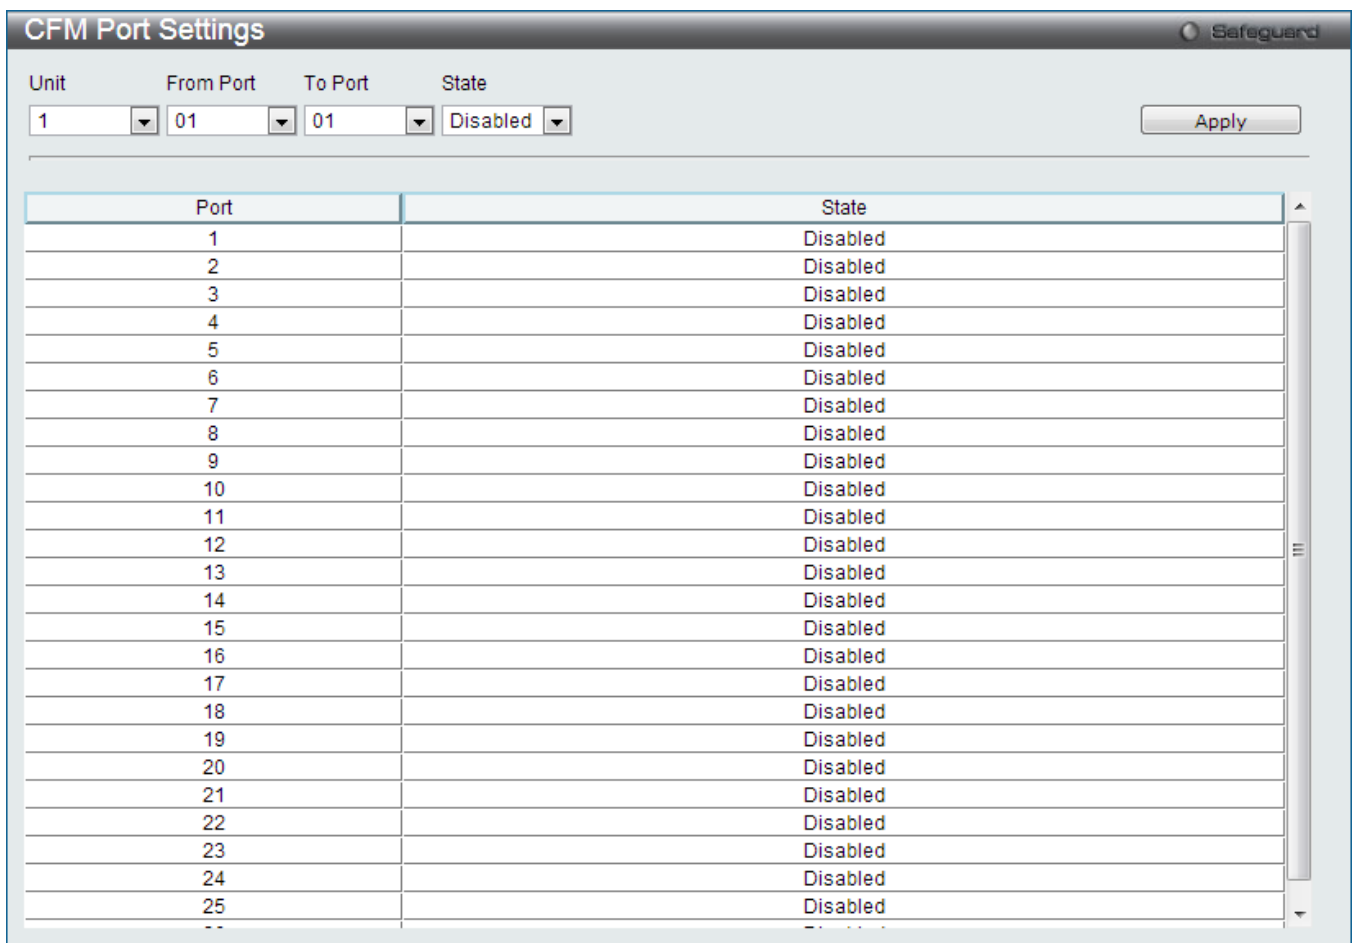 CFM Port Settings
Safeguard
Unit From Port To Port State
1 01 01 Disabled Apply
Port State
1 Disabled
2 Disabled
3 Disabled
4 Disabled
5 Disabled
6 Disabled
7 Disabled
8 Disabled
9 Disabled
10 Disabled
11 Disabled
12 Disabled
13 Disabled
14 Disabled
15 Disabled
16 Disabled
17 Disabled
18 Disabled
19 Disabled
20 Disabled
21 Disabled
22 Disabled
23 Disabled
24 Disabled
25 Disabled